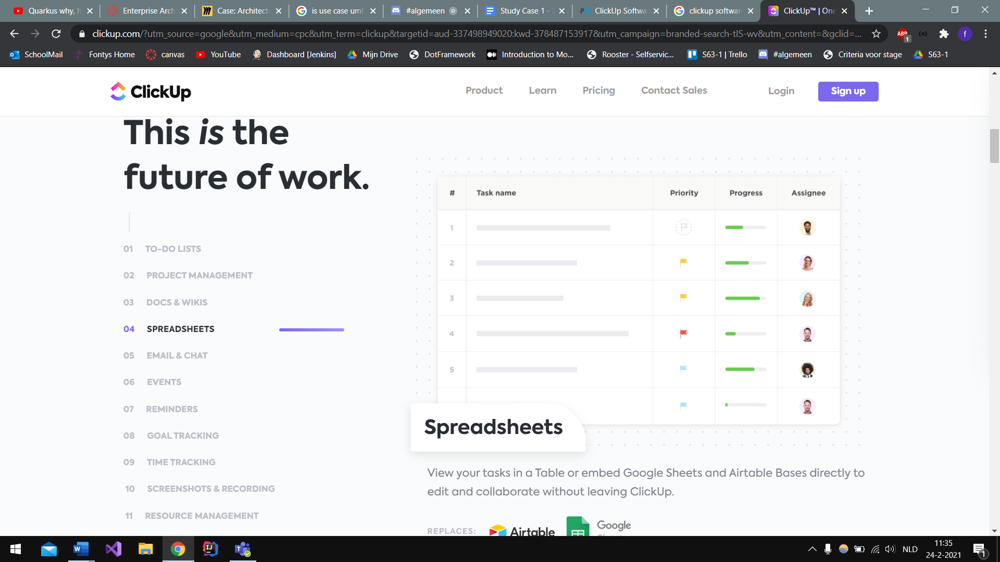 Quarkus why, h
Enterprise Arch
Case: Architect
is use case uml
#algemeen
Study Case 1 -
ClickUp Softwa
clickup softwar
ClickUp™ | One
clickup.com/?utm_source=google&utm_medium=cpc&utm_term=clickup&targetid=aud-337498949020:kwd-378487153917&utm_campaign=branded-search-tIS-wv&utm_content=&gclid=...
ABP
1
f
SchoolMail
Fontys Home
canvas
YouTube
Dashboard [Jenkins]
Mijn Drive
DotFramework
Introduction to Mo...
Rooster - Selfservic...
S63-1 | Trello
#algemeen
Criteria voor stage
S63-1
ClickUp
Product
Learn
Pricing
Contact Sales
Login
Sign up
This is the
future of work.
01 TO-DO LISTS
02 PROJECT MANAGEMENT
03 DOCS & WIKIS
04 SPREADSHEETS
05 EMAIL & CHAT
06 EVENTS
07 REMINDERS
08 GOAL TRACKING
09 TIME TRACKING
10 SCREENSHOTS & RECORDING
11 RESOURCE MANAGEMENT
# Task name Priority Progress Assignee
1
2
3
4
5
Spreadsheets
View your tasks in a Table or embed Google Sheets and Airtable Bases directly to
edit and collaborate without leaving ClickUp.
REPLACES:
Airtable
Google
NLD
11:35
24-2-2021
1